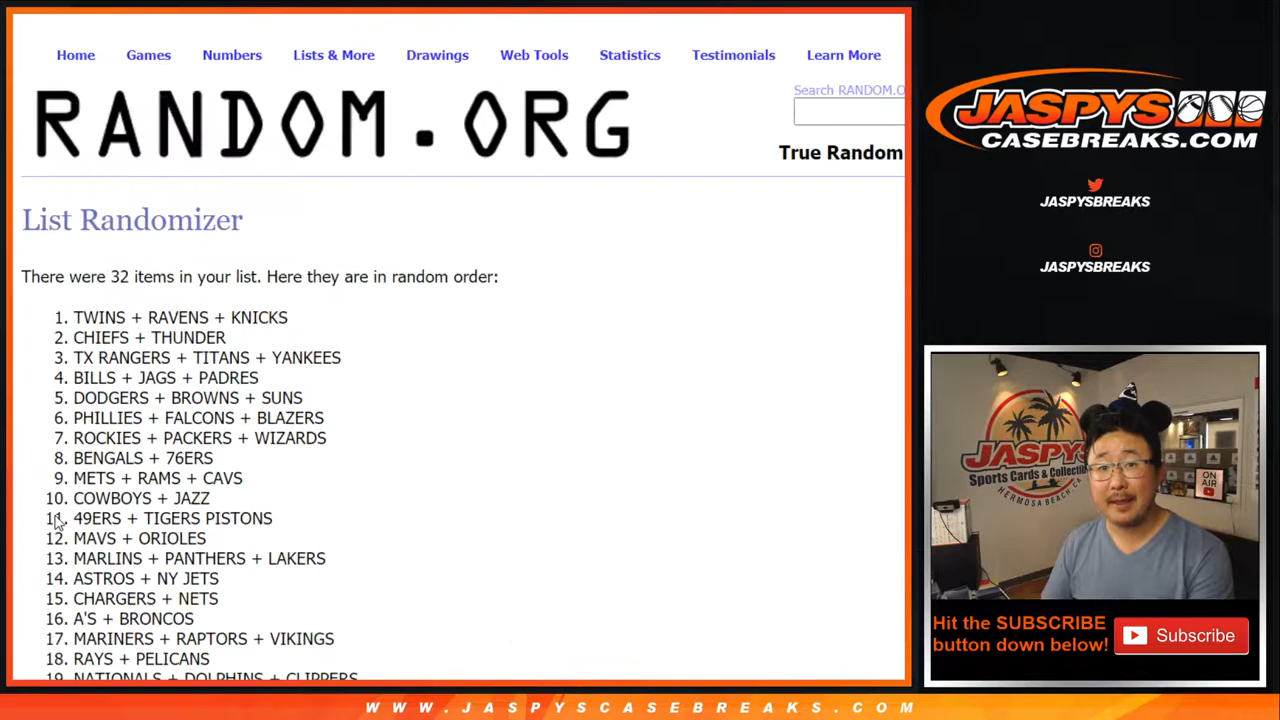 Home Games Numbers Lists & More Drawings Web Tools Statistics Testimonials Learn More
Search RANDOM.O
RANDOM.ORG
True Random
List Randomizer
There were 32 items in your list. Here they are in random order:
1. TWINS + RAVENS + KNICKS
2. CHIEFS + THUNDER
3. TX RANGERS + TITANS + YANKEES
4. BILLS + JAGS + PADRES
5. DODGERS + BROWNS + SUNS
6. PHILLIES + FALCONS + BLAZERS
7. ROCKIES + PACKERS + WIZARDS
8. BENGALS + 76ERS
9. METS + RAMS + CAVS
10. COWBOYS + JAZZ
11. 49ERS + TIGERS PISTONS
12. MAVS + ORIOLES
13. MARLINS + PANTHERS + LAKERS
14. ASTROS + NY JETS
15. CHARGERS + NETS
16. A'S + BRONCOS
17. MARINERS + RAPTORS + VIKINGS
18. RAYS + PELICANS
19. NATIONALS + DOLPHINS + CLIPPERS
JASPYS
CASEBREAKS.COM
JASPYSBREAKS
JASPYSBREAKS
JASPYS
Sports Cards & Collectib
HERMOSA BEACH CA
ON AIR
Hit the SUBSCRIBE
button down below!
Subscribe
WWW.JASPYSCASEBREAKS.COM